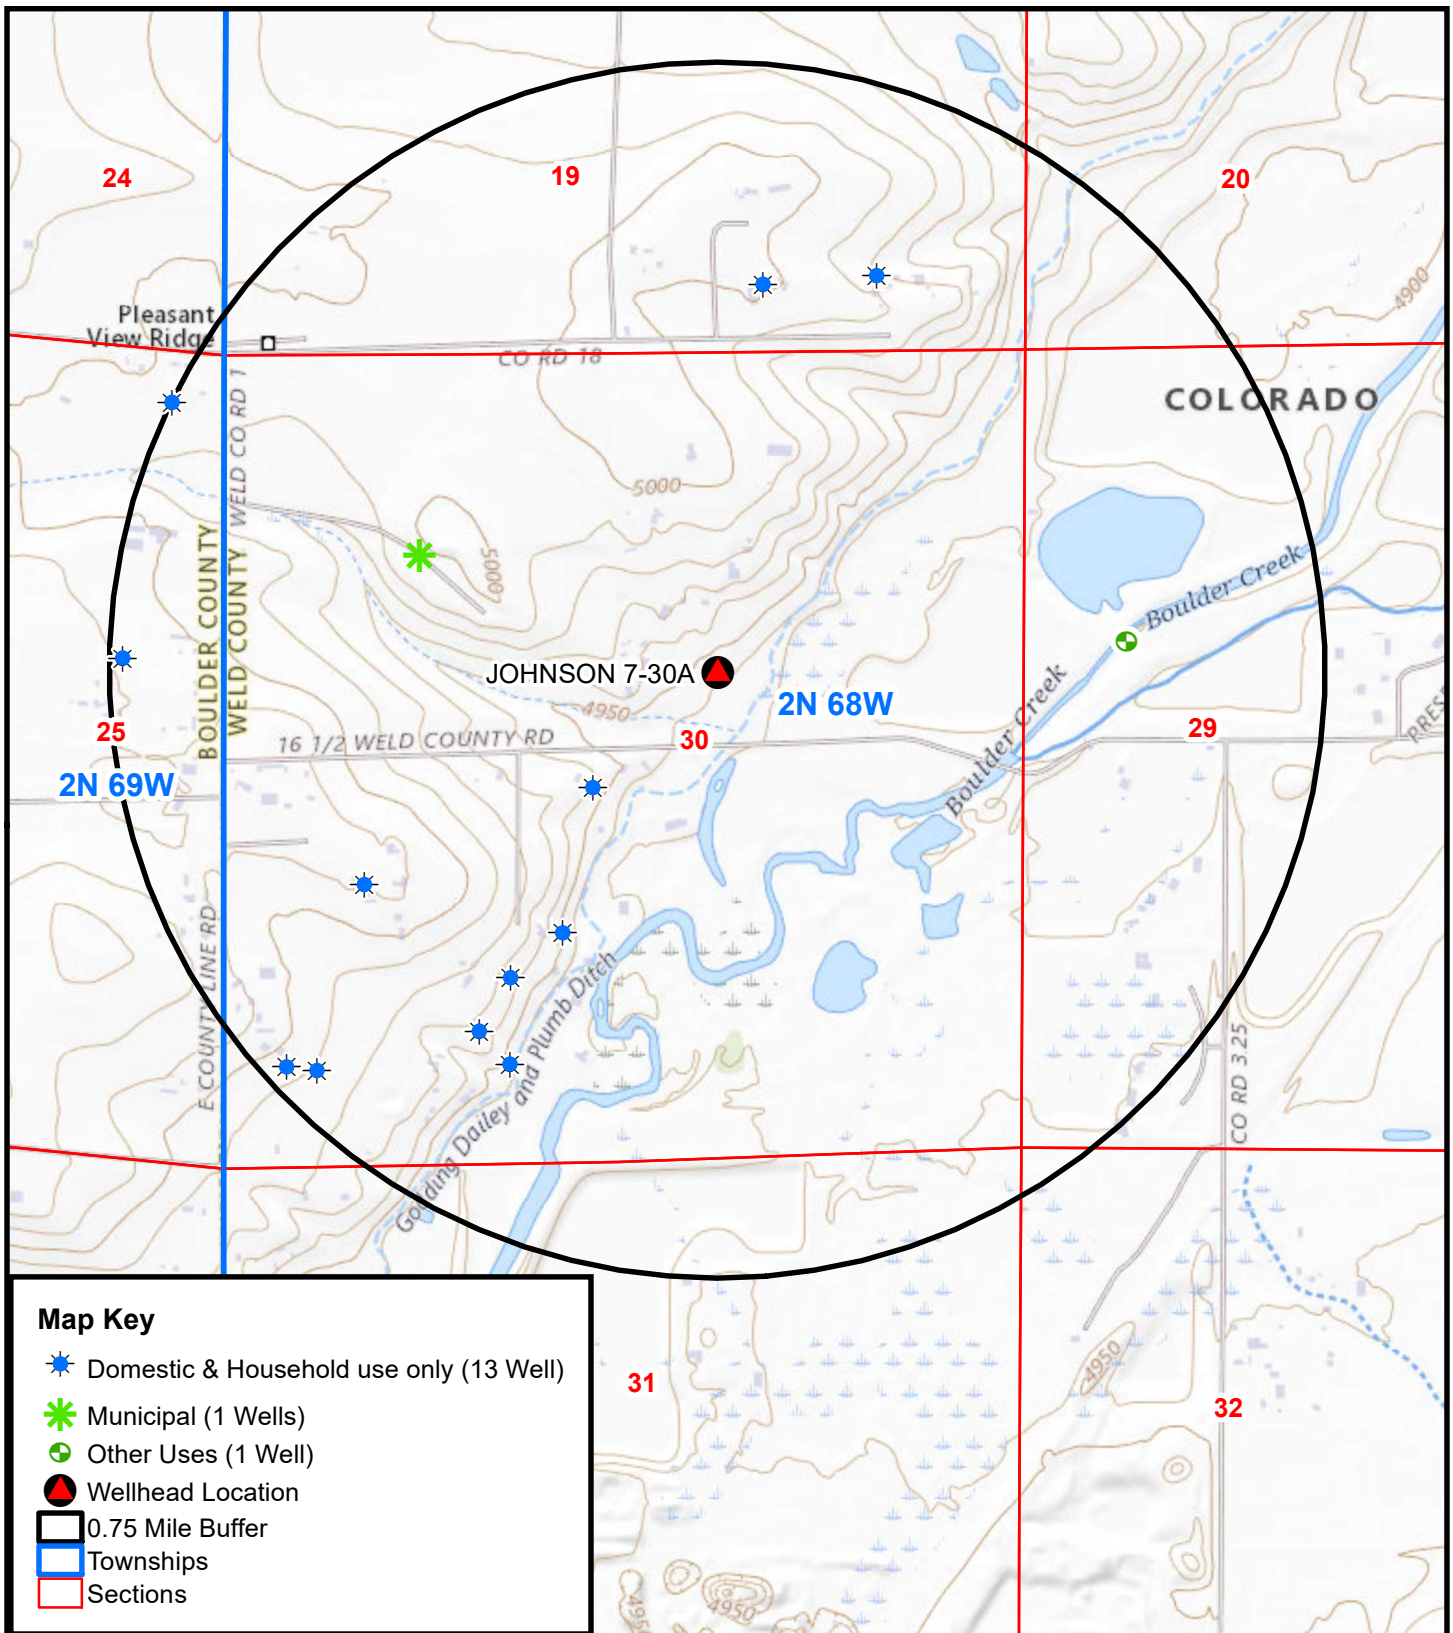 24
19
20
4900
Pleasant
View Ridge
CO RD 18
WELD CO RD 1
COLORADO
5000
5000
BOULDER COUNTY
WELD COUNTY
Boulder Creek
JOHNSON 7-30A
4950
2N 68W
30
29
25
16 1/2 WELD COUNTY RD
Boulder Creek
2N 69W
E COUNTY LINE RD
Goulding Dailey and Plumb Ditch
CO RD 3 25
31
4950
32
4950
Map Key
Domestic & Household use only (13 Well)
Municipal (1 Wells)
Other Uses (1 Well)
Wellhead Location
0.75 Mile Buffer
Townships
Sections